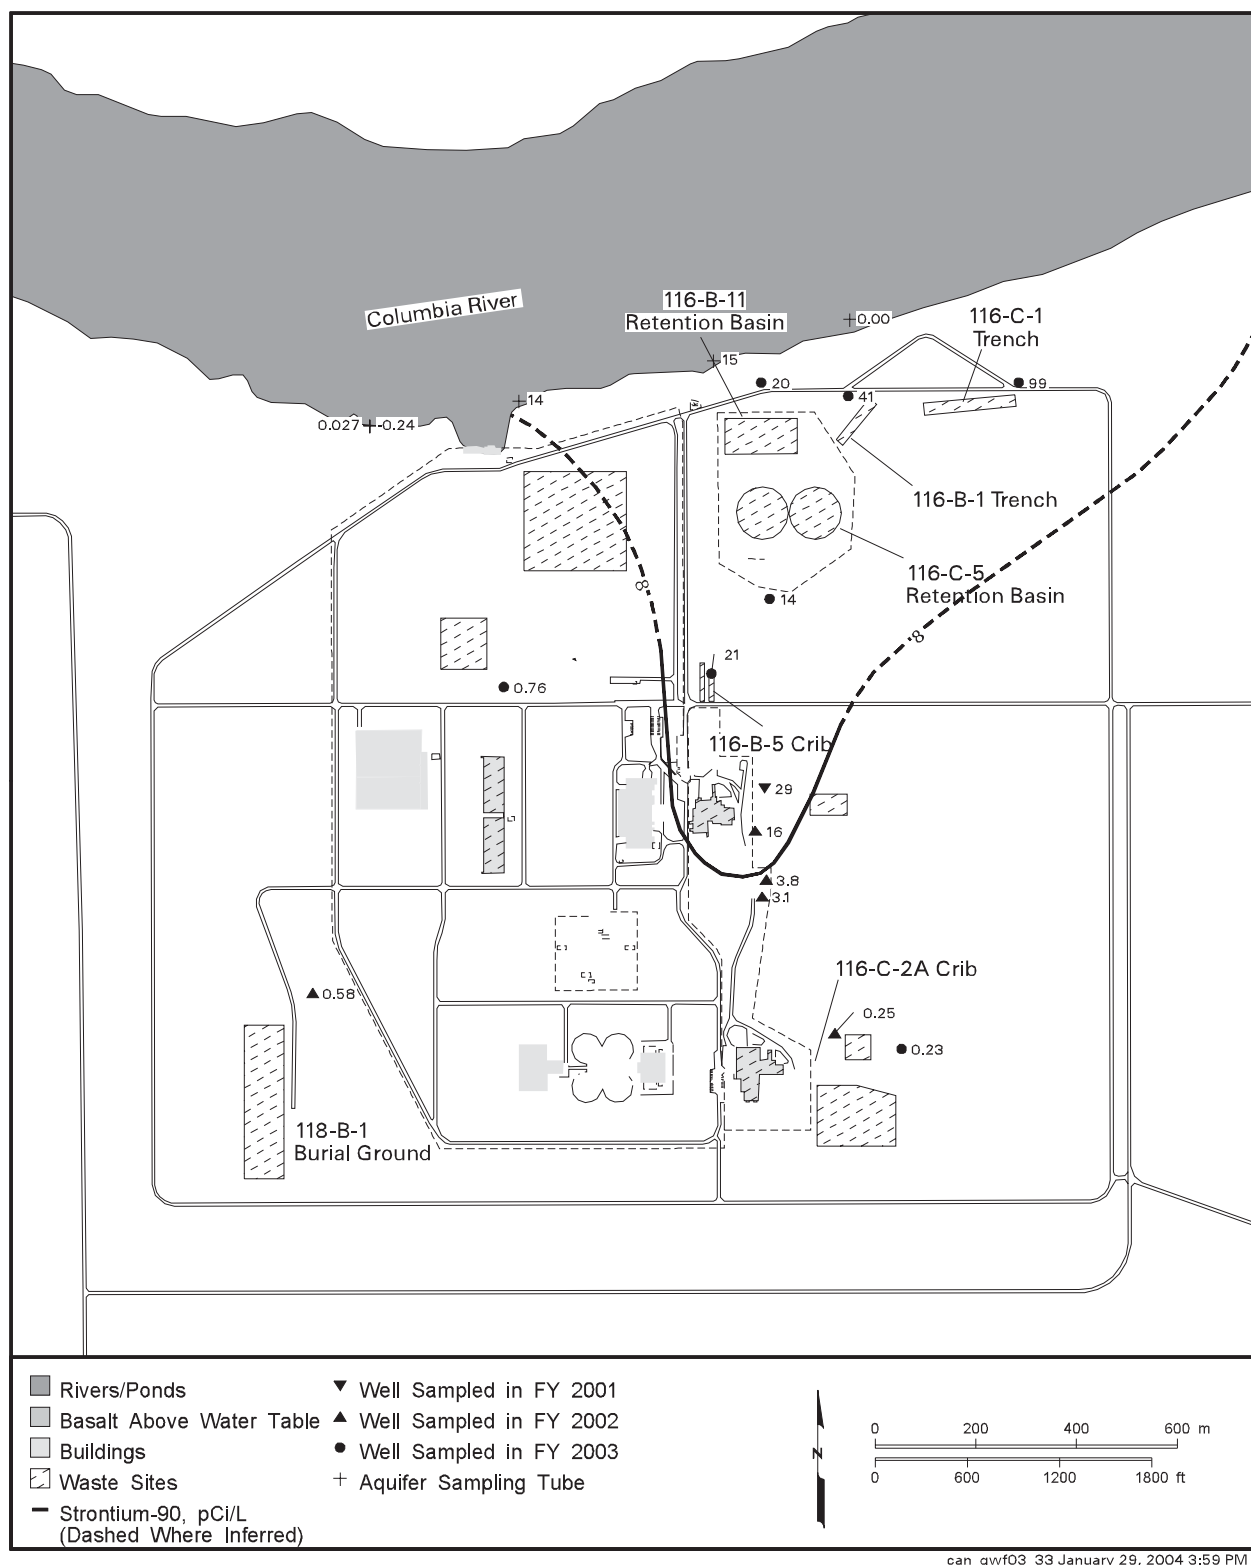 Columbia River
116-B-11
Retention Basin
0.00
116-C-1
Trench
15
20
99
41
14
0.027
-0.24
116-B-1 Trench
116-C-5
Retention Basin
8
14
8
21
0.76
116-B-5 Crib
29
16
3.8
3.1
116-C-2A Crib
0.58
0.25
0.23
118-B-1
Burial Ground
Rivers/Ponds
Basalt Above Water Table
Buildings
Waste Sites
Strontium-90, pCi/L
(Dashed Where Inferred)
Well Sampled in FY 2001
Well Sampled in FY 2002
Well Sampled in FY 2003
Aquifer Sampling Tube
N
0 200 400 600 m
0 600 1200 1800 ft
can_gwf03_33 January 29, 2004 3:59 PM